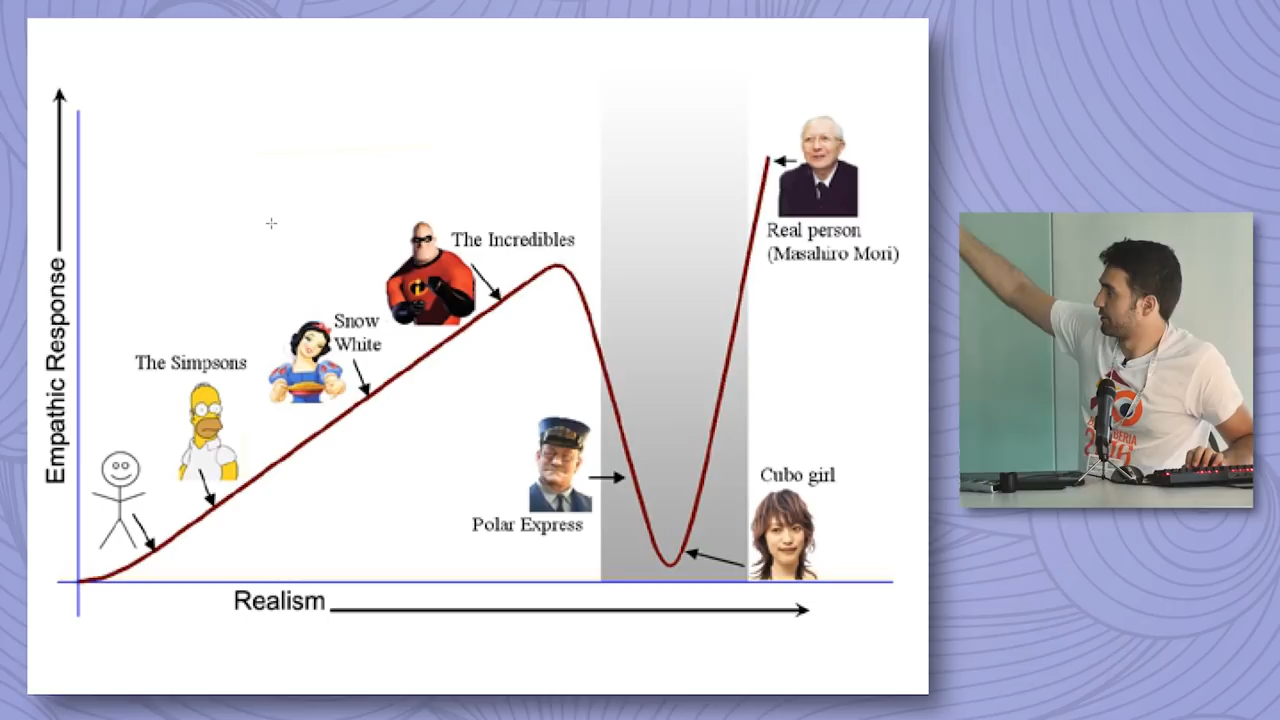 Empathic Response
The Simpsons
Snow
White
The Incredibles
Real person
(Masahiro Mori)
Polar Express
Cubo girl
Realism